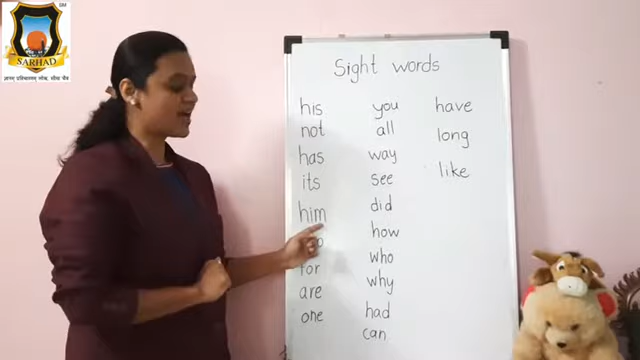 SM
SARHAD
Sight words
his
not
has
its
him
for
are
one
you
all
way
see
did
how
who
why
had
can
have
long
like